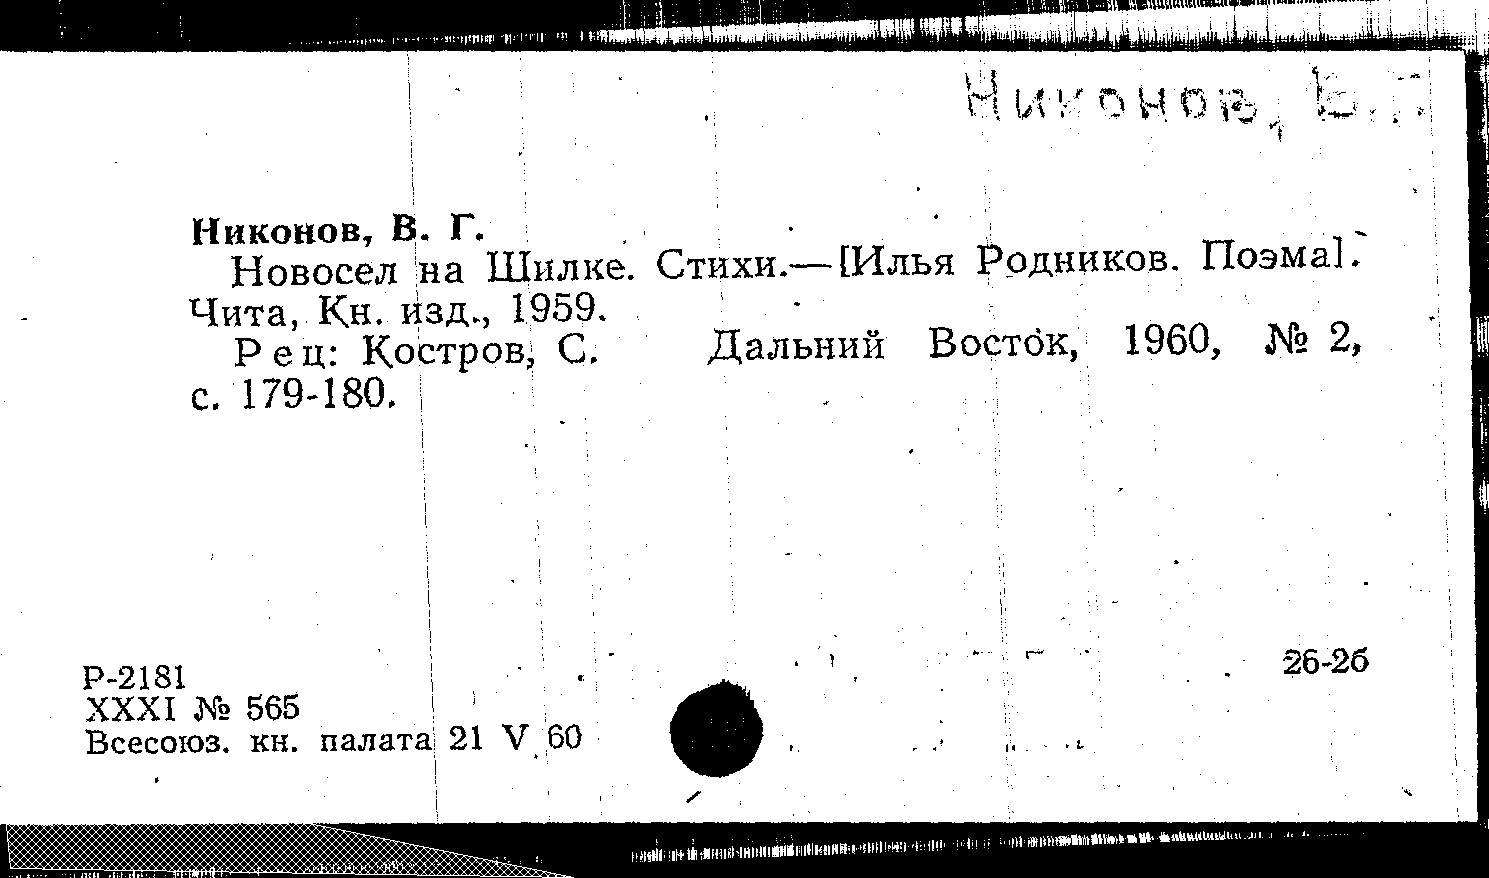 Никонов, В.Г.
Никонов, В. Г.
Новосел на Шилке. Стихи.—[Илья Родников. Поэма].
Чита, Кн. изд., 1959.
Рец: Костров, С. Дальний Восток, 1960, № 2,
с. 179-180.
Р-2181
XXXI № 565
Всесоюз. кн. палата 21 V 60
26-2б